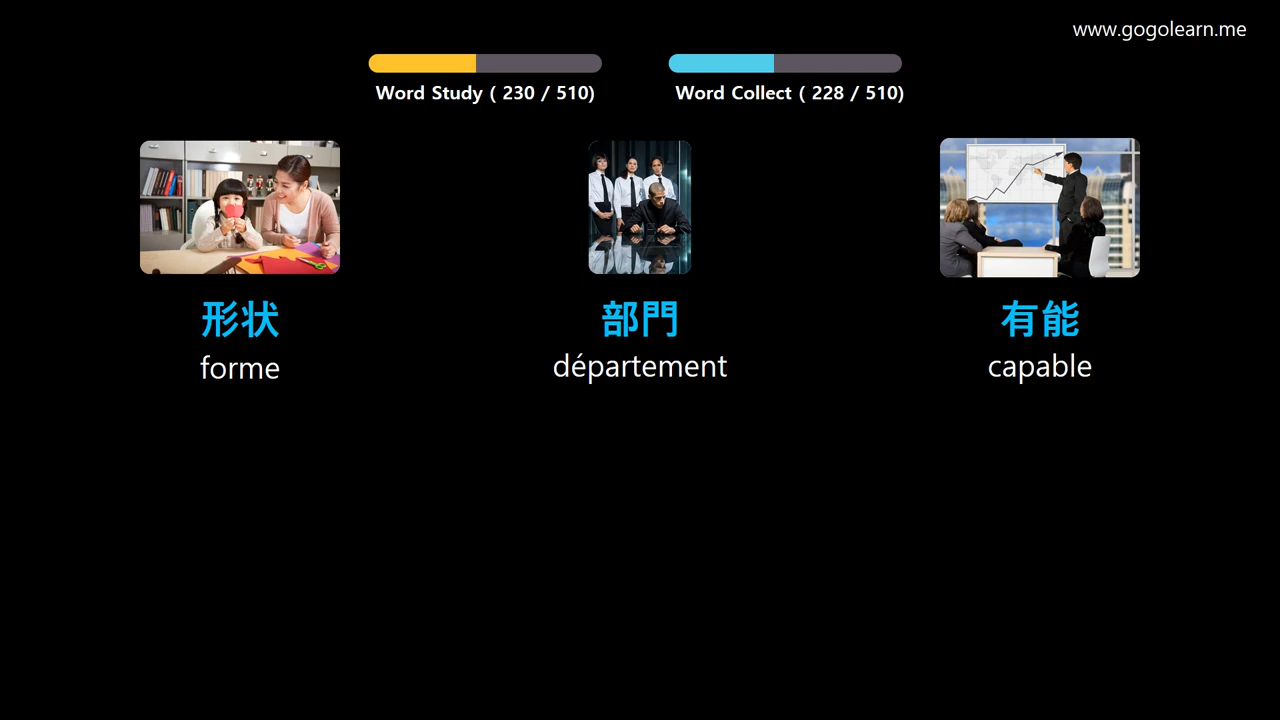 www.gogolearn.me
Word Study ( 230 / 510)
Word Collect ( 228 / 510)
形状
forme
部門
département
有能
capable